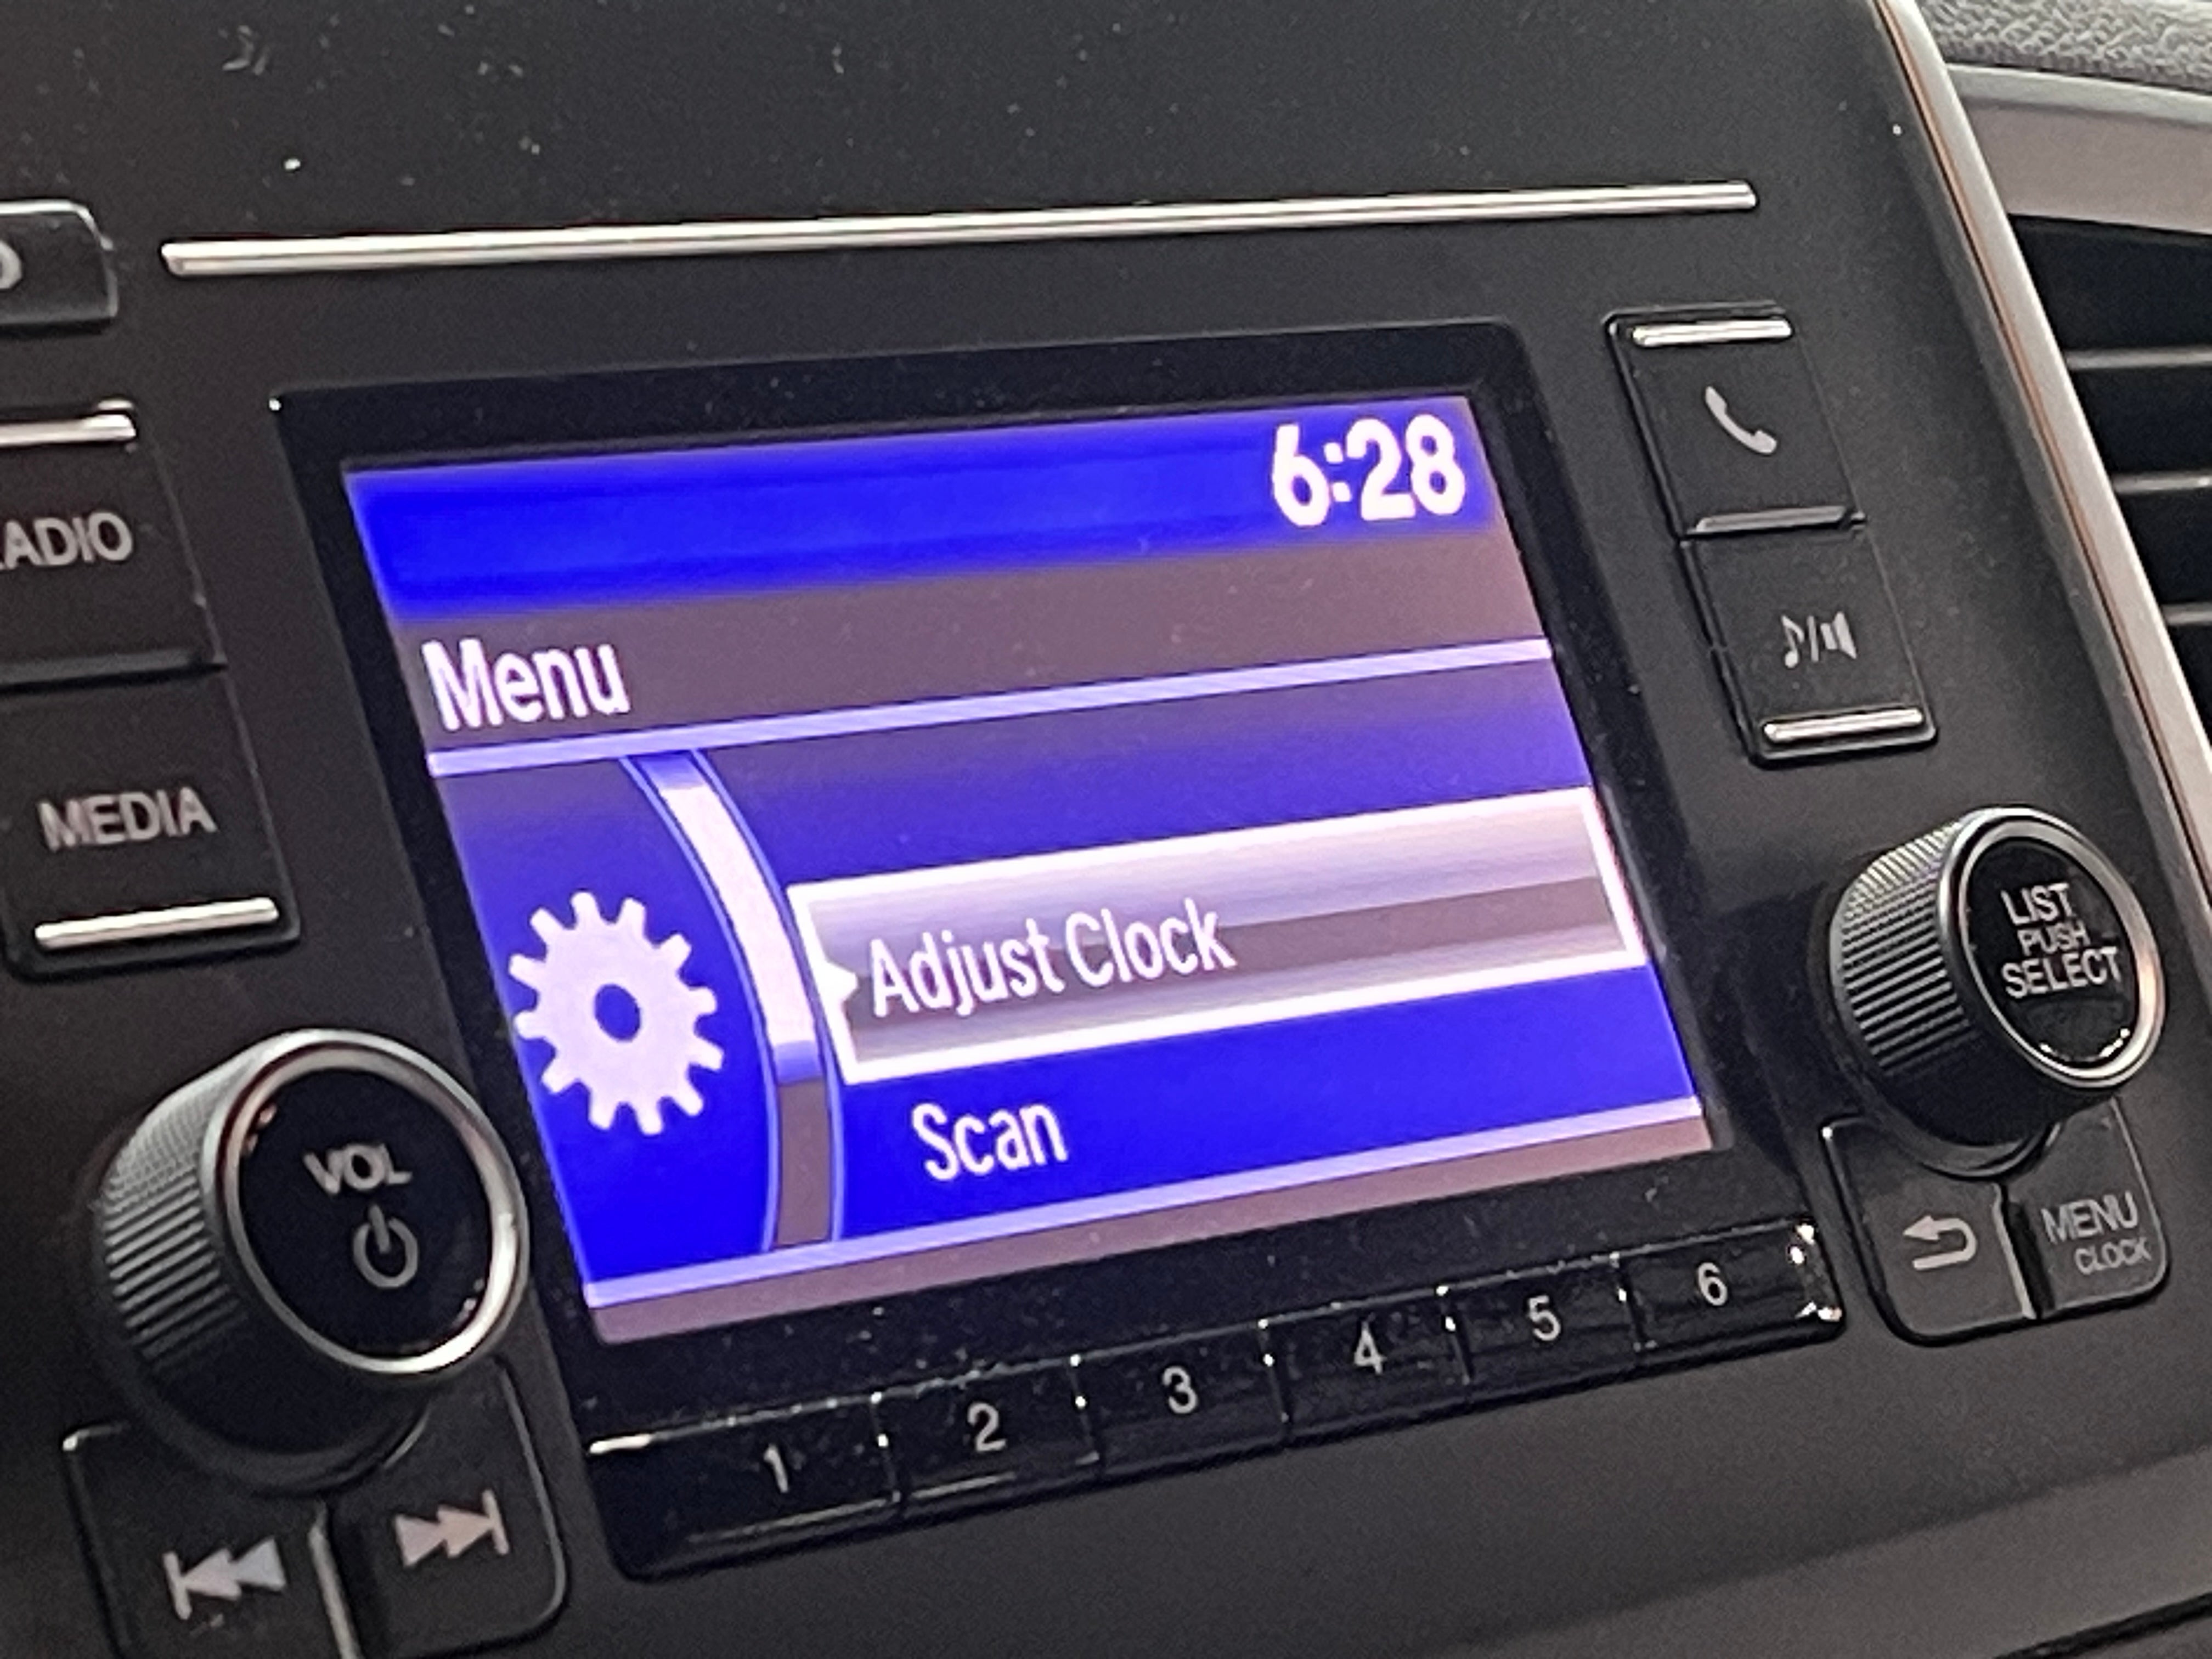 6:28
Menu
Adjust Clock
Scan
MEDIA
VOL
LIST
PUSH
SELECT
MENU
CLOCK
1 2 3 4 5 6